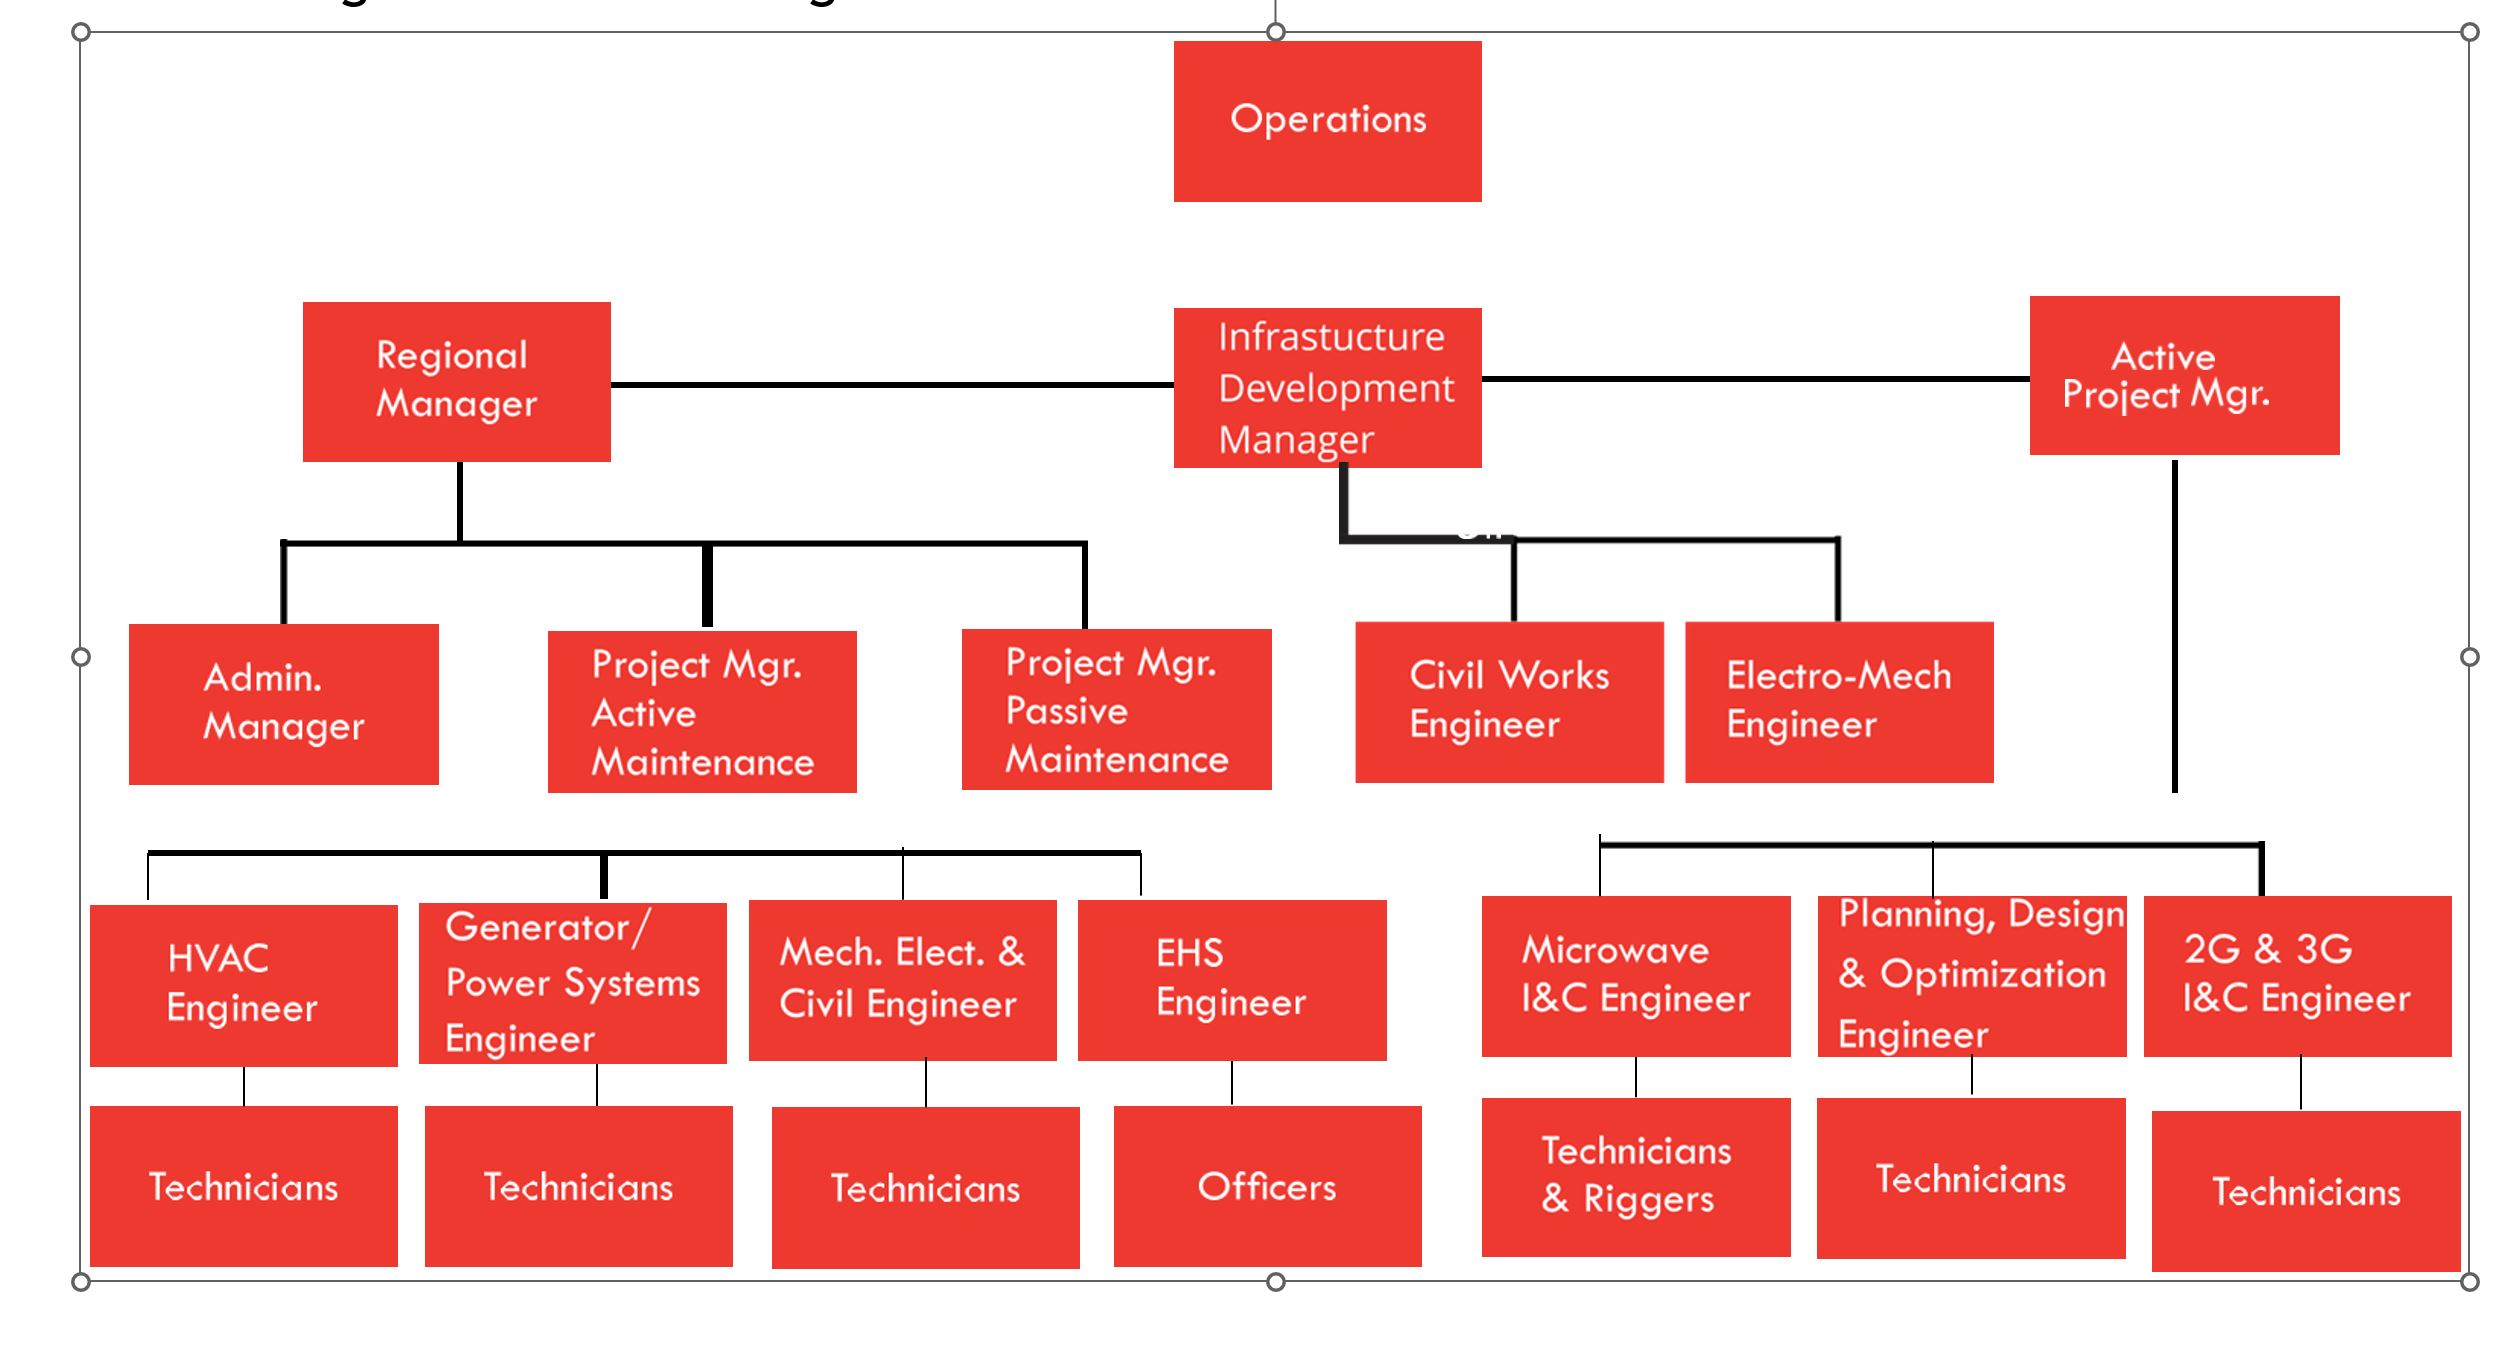 Operations
Regional
Manager
Infrastucture
Development
Manager
Active
Project Mgr.
Admin.
Manager
Project Mgr.
Active
Maintenance
Project Mgr.
Passive
Maintenance
Civil Works
Engineer
Electro-Mech
Engineer
HVAC
Engineer
Generator/
Power Systems
Engineer
Mech. Elect. &
Civil Engineer
EHS
Engineer
Microwave
I&C Engineer
Planning, Design
& Optimization
Engineer
2G & 3G
I&C Engineer
Technicians
Technicians
Technicians
Officers
Technicians
& Riggers
Technicians
Technicians